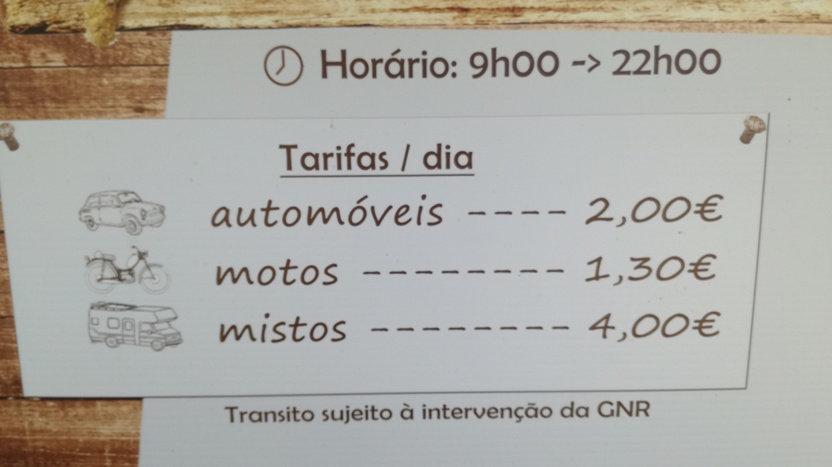 Horário: 9h00 -> 22h00
Tarifas / dia
automóveis ---- 2,00€
motos --------- 1,30€
mistos -------- 4,00€
Transito sujeito à intervenção da GNR